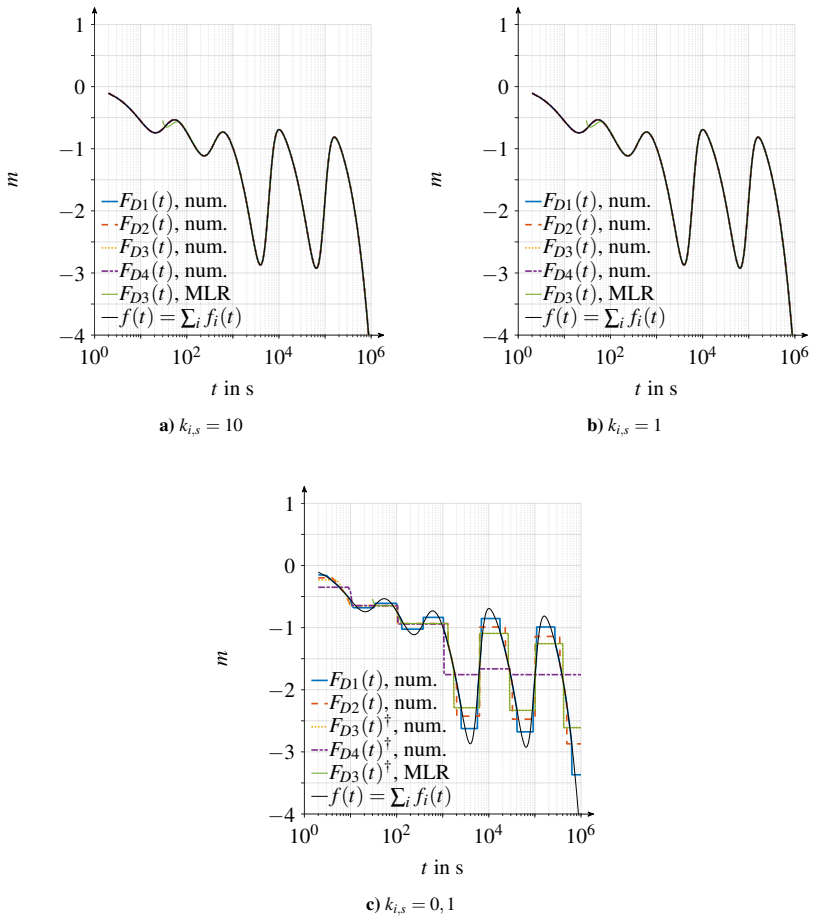 1
0
−1
−2
−3
−4
m
F_{D1}(t), num.
F_{D2}(t), num.
F_{D3}(t), num.
F_{D4}(t), num.
F_{D3}(t), MLR
f(t) = ∑_i f_i(t)
10^0 10^2 10^4 10^6
t in s
a) k_{i,s} = 10
1
0
−1
−2
−3
−4
m
F_{D1}(t), num.
F_{D2}(t), num.
F_{D3}(t), num.
F_{D4}(t), num.
F_{D3}(t), MLR
f(t) = ∑_i f_i(t)
10^0 10^2 10^4 10^6
t in s
b) k_{i,s} = 1
1
0
−1
−2
−3
−4
m
F_{D1}(t), num.
F_{D2}(t), num.
F_{D3}(t)^†, num.
F_{D4}(t)^†, num.
F_{D3}(t)^†, MLR
f(t) = ∑_i f_i(t)
10^0 10^2 10^4 10^6
t in s
c) k_{i,s} = 0,1